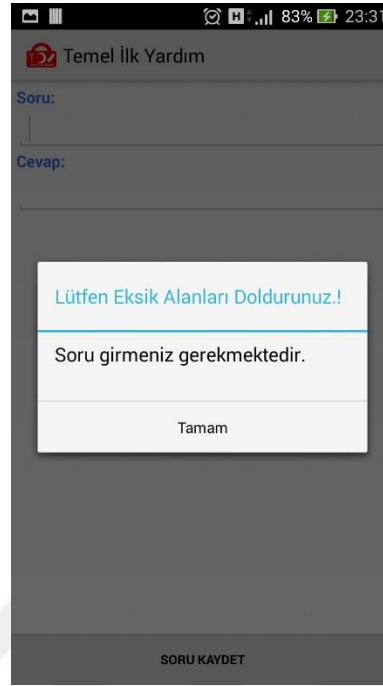 H 83% 23:31
Temel İlk Yardım
Soru:
Cevap:
Lütfen Eksik Alanları Doldurunuz.!
Soru girmeniz gerekmektedir.
Tamam
SORU KAYDET